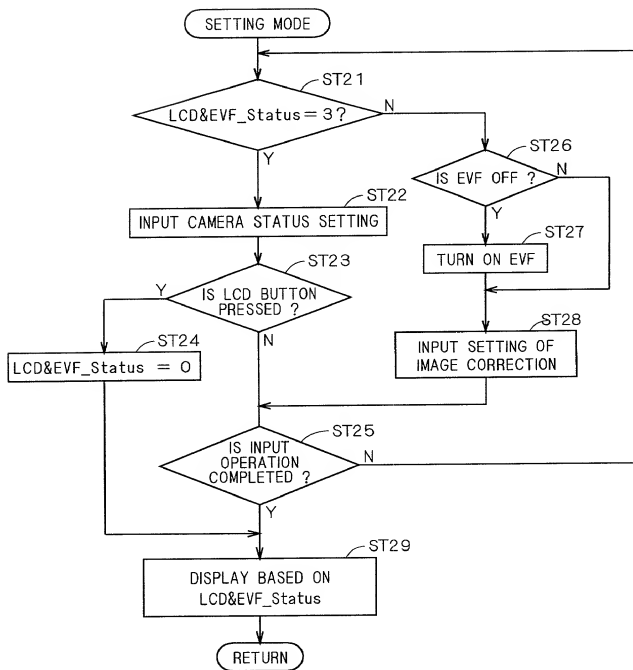 SETTING MODE
ST21
LCD&EVF_Status = 3?
N
Y
ST26
IS EVF OFF ?
N
Y
ST22
INPUT CAMERA STATUS SETTING
ST27
TURN ON EVF
ST23
IS LCD BUTTON
PRESSED ?
Y
N
ST24
LCD&EVF_Status = 0
ST28
INPUT SETTING OF
IMAGE CORRECTION
ST25
IS INPUT
OPERATION
COMPLETED ?
N
Y
ST29
DISPLAY BASED ON
LCD&EVF_Status
RETURN